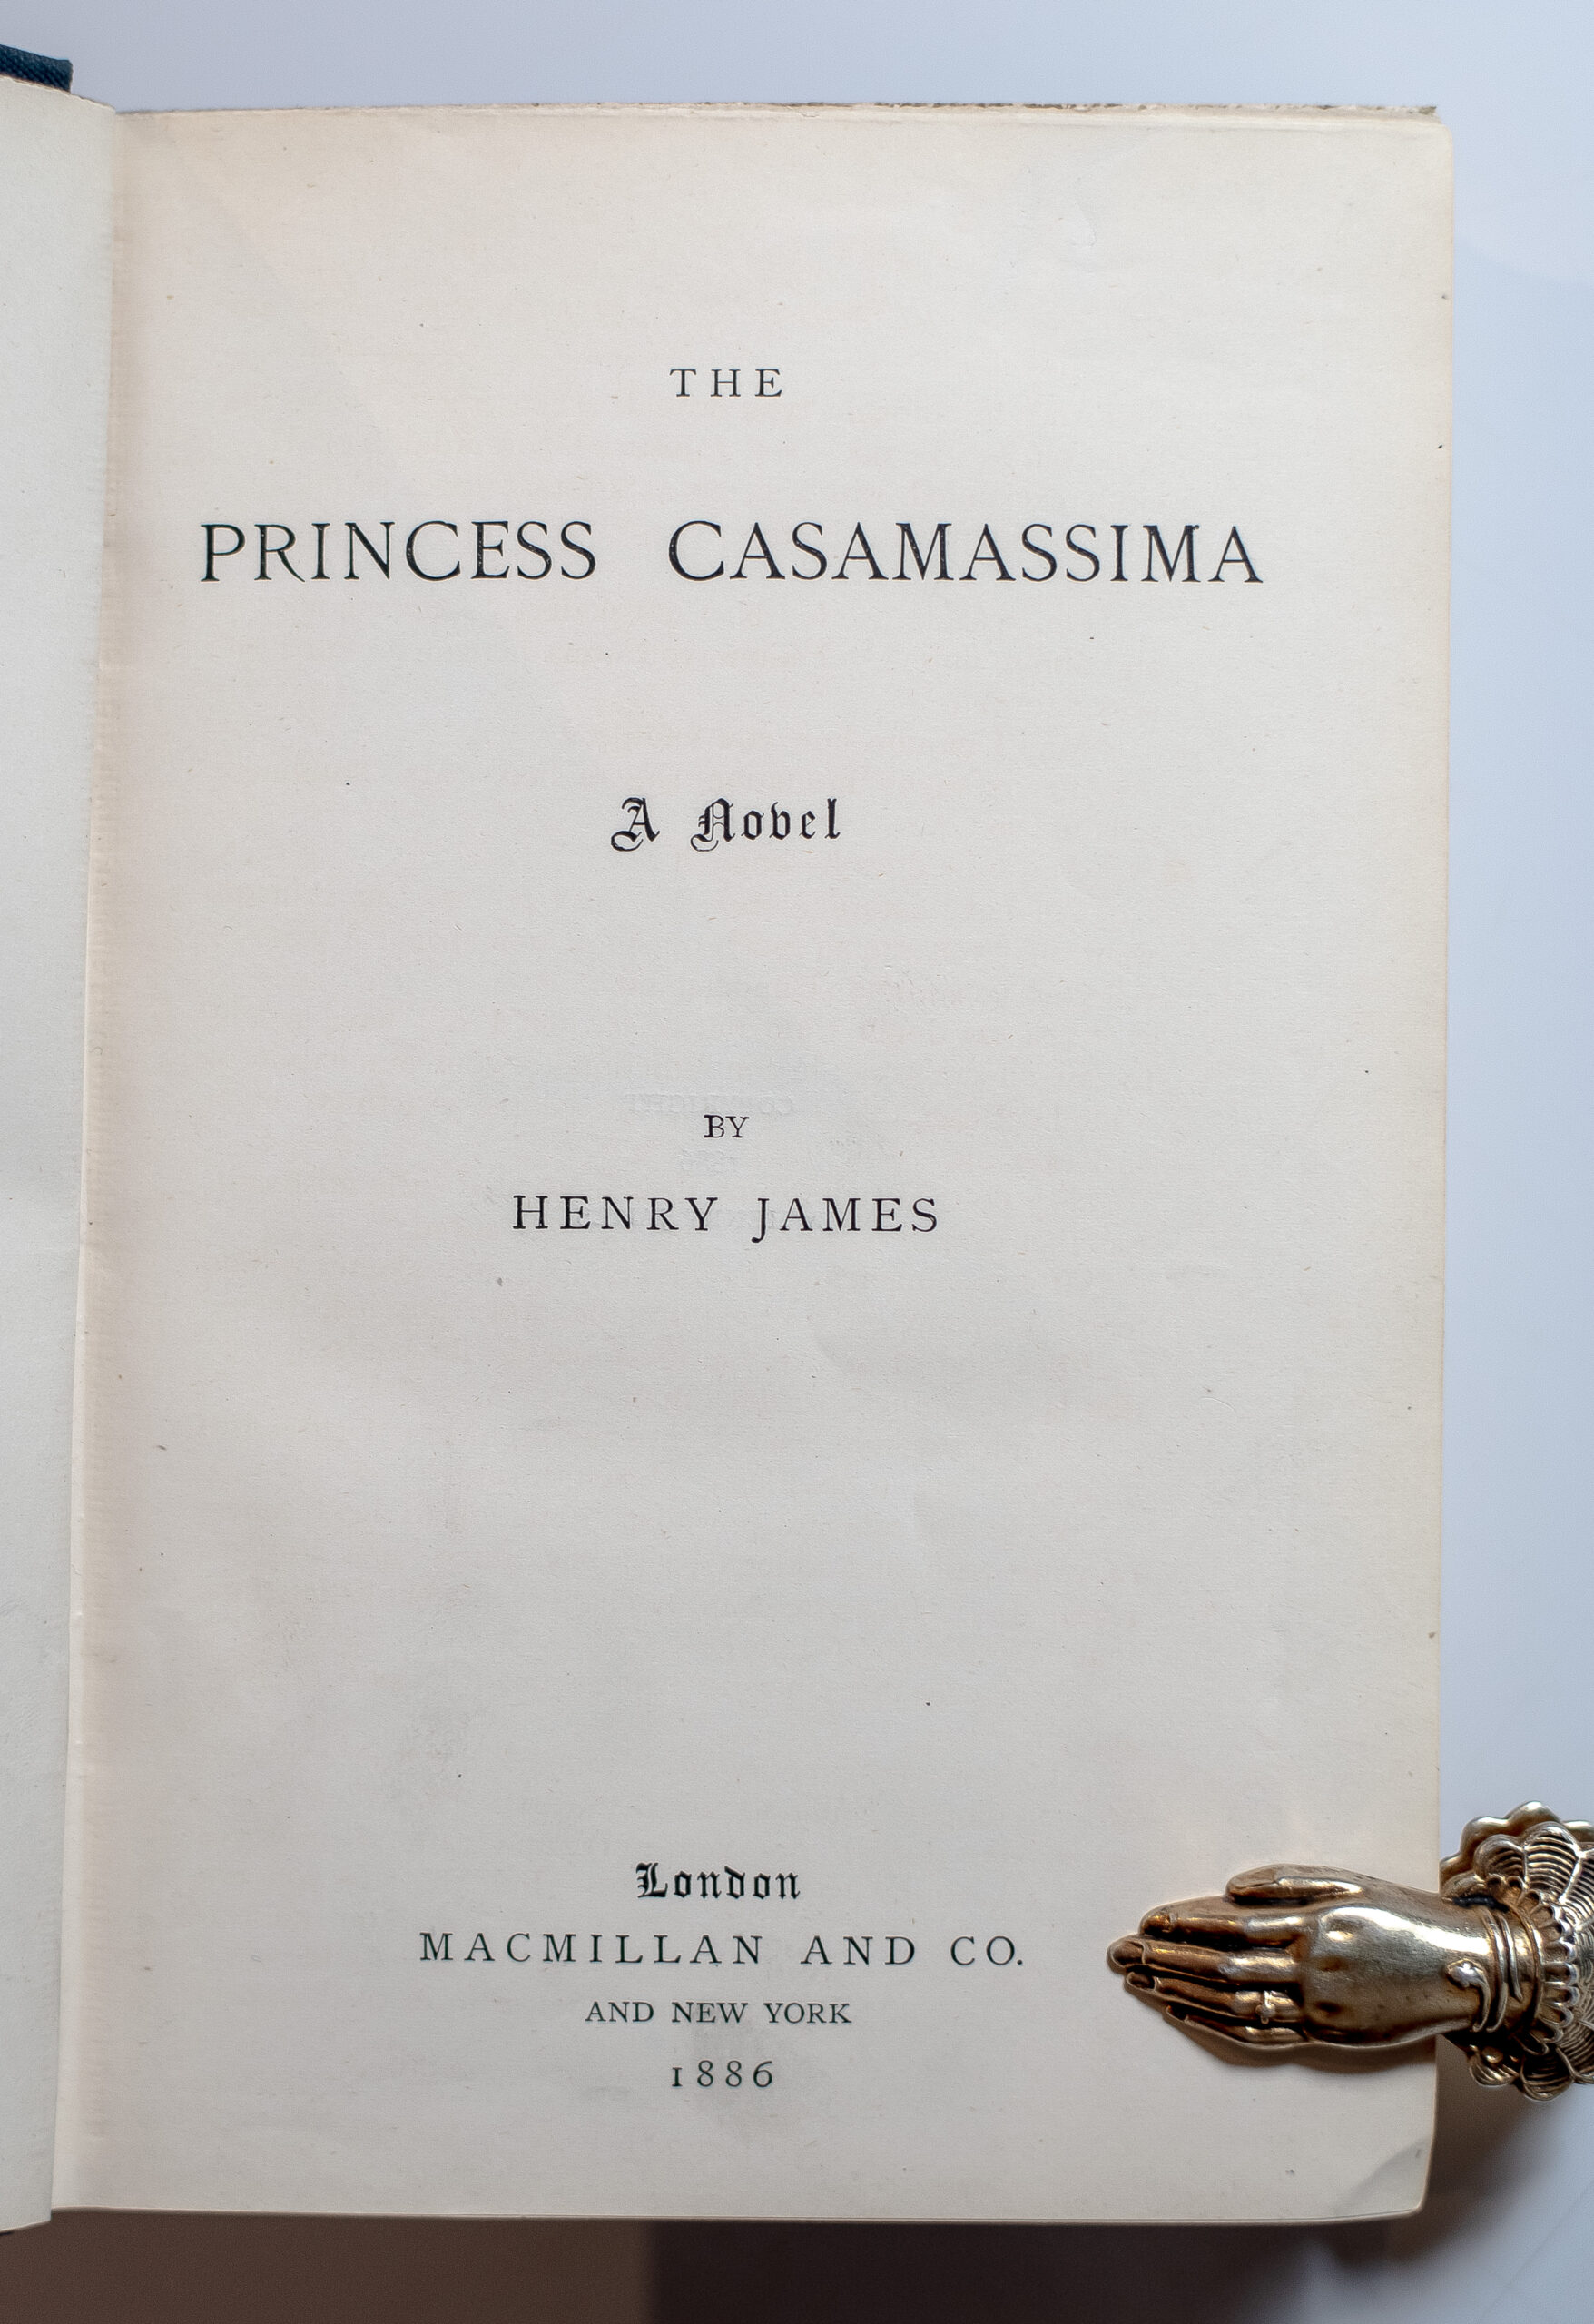 THE
PRINCESS CASAMASSIMA
A Novel
BY
HENRY JAMES
London
MACMILLAN AND CO.
AND NEW YORK
1886